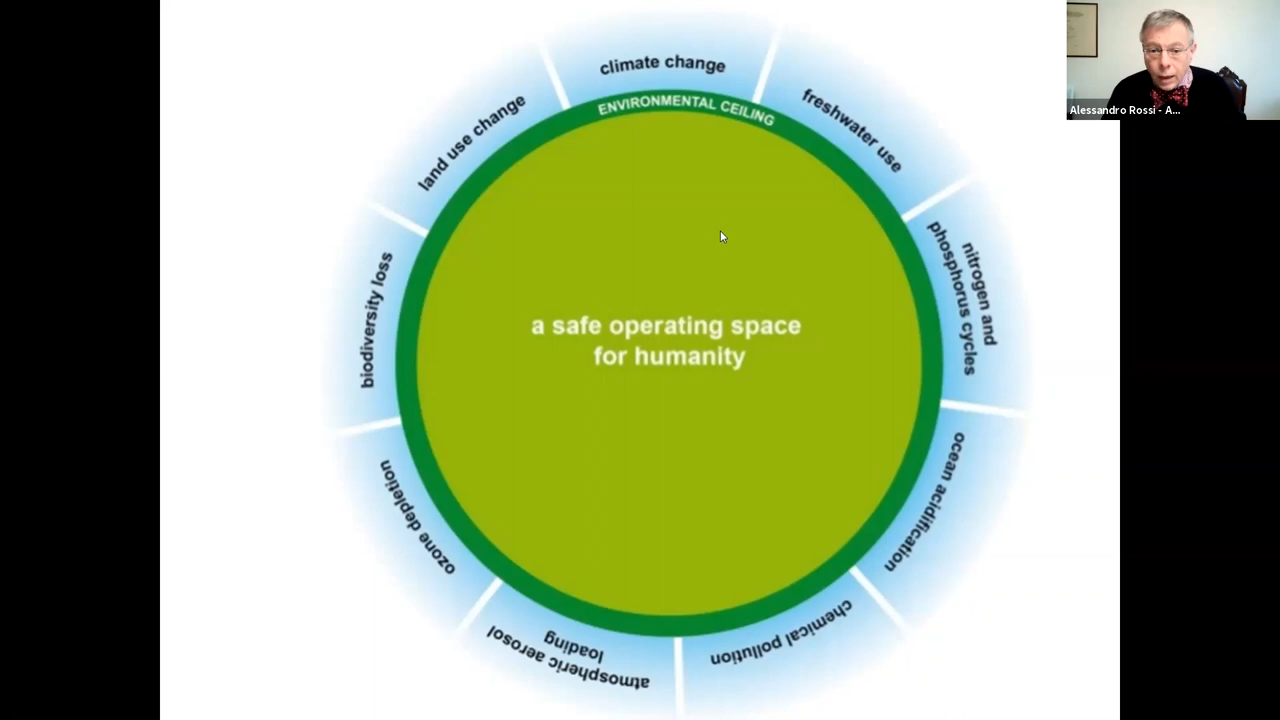 climate change
ENVIRONMENTAL CEILING
freshwater use
nitrogen and
phosphorus cycles
ocean acidification
chemical pollution
atmospheric aerosol
loading
ozone depletion
biodiversity loss
land use change
a safe operating space
for humanity
Alessandro Rossi - A...